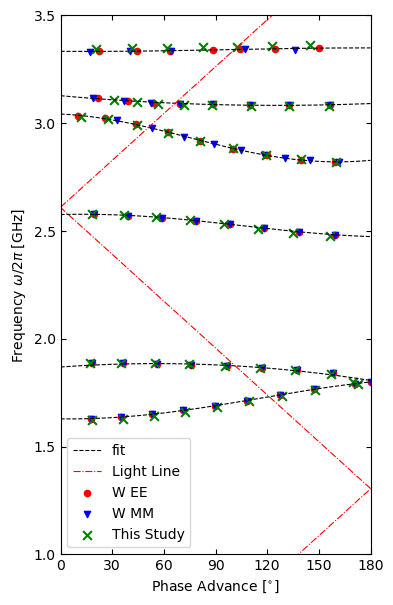 3.5
3.0
2.5
2.0
1.5
1.0
Frequency ω/2π [GHz]
fit
Light Line
W EE
W MM
This Study
0 30 60 90 120 150 180
Phase Advance [°]